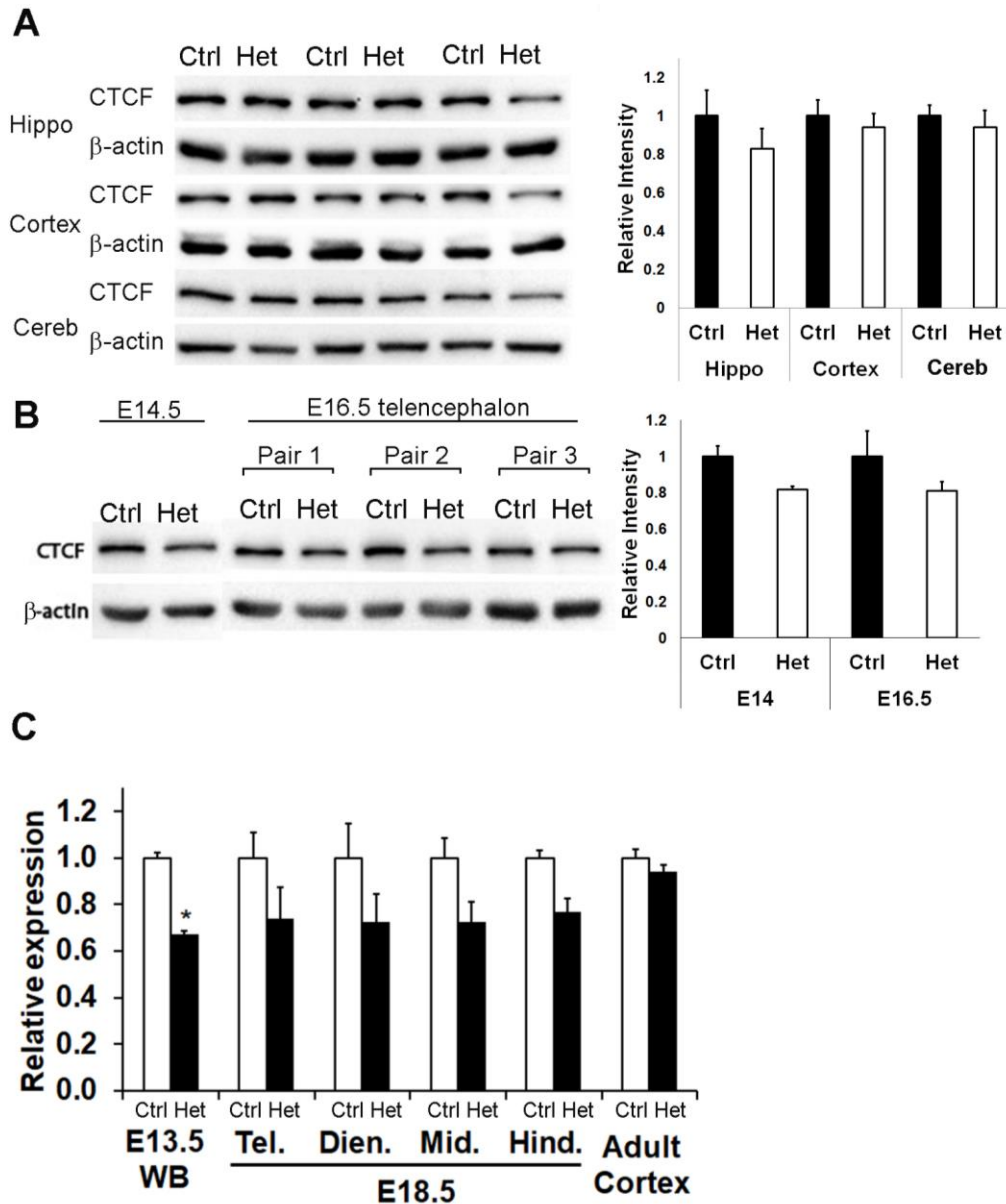 A
Ctrl Het Ctrl Het Ctrl Het
Hippo
CTCF
β-actin
Cortex
CTCF
β-actin
Cereb
CTCF
β-actin
Relative Intensity
1.2
1
0.8
0.6
0.4
0.2
0
Ctrl Het Ctrl Het Ctrl Het
Hippo Cortex Cereb
B
E14.5 E16.5 telencephalon
Pair 1 Pair 2 Pair 3
Ctrl Het Ctrl Het Ctrl Het Ctrl Het
CTCF
β-actin
Relative Intensity
1.2
1
0.8
0.6
0.4
0.2
0
Ctrl Het Ctrl Het
E14 E16.5
C
Relative expression
1.2
1.0
0.8
0.6
0.4
0.2
0.0
*
Ctrl Het Ctrl Het Ctrl Het Ctrl Het Ctrl Het Ctrl Het
E13.5 WB
Tel. Dien. Mid. Hind.
E18.5
Adult Cortex